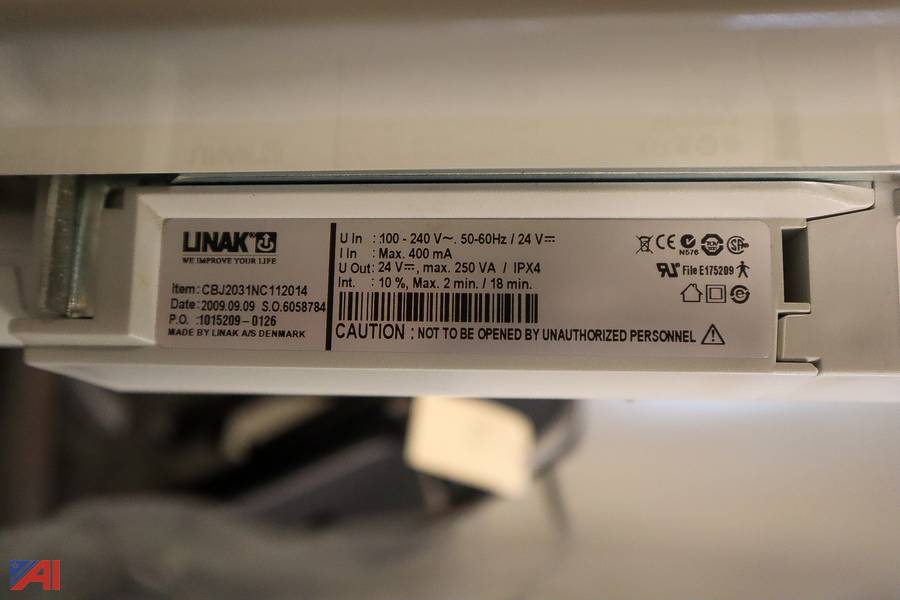 LINAK®
WE IMPROVE YOUR LIFE
Item:CBJ2031NC112014
Date:2009.09.09 S.O.6058784
P.O. :1015209-0126
MADE BY LINAK A/S DENMARK
U In : 100 - 240 V~. 50-60Hz / 24 V⎓
I In : Max. 400 mA
U Out: 24 V⎓, max. 250 VA / IPX4
Int. : 10 %, Max. 2 min. / 18 min.
CAUTION : NOT TO BE OPENED BY UNAUTHORIZED PERSONNEL
CE N576
File E175209
AI